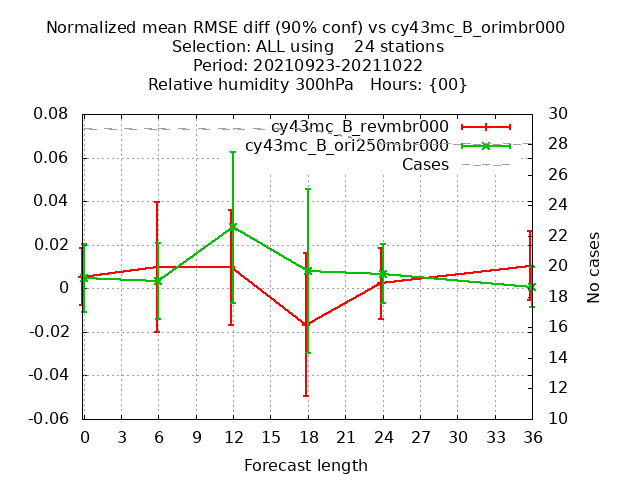 Normalized mean RMSE diff (90% conf) vs cy43mc_B_orimbr000
Selection: ALL using    24 stations
Period: 20210923-20211022
Relative humidity 300hPa   Hours: {00}
cy43mc_B_revmbr000
cy43mc_B_ori250mbr000
Cases
0.08
0.06
0.04
0.02
0
-0.02
-0.04
-0.06
30
28
26
24
22
20
18
16
14
12
10
No cases
0 3 6 9 12 15 18 21 24 27 30 33 36
Forecast length